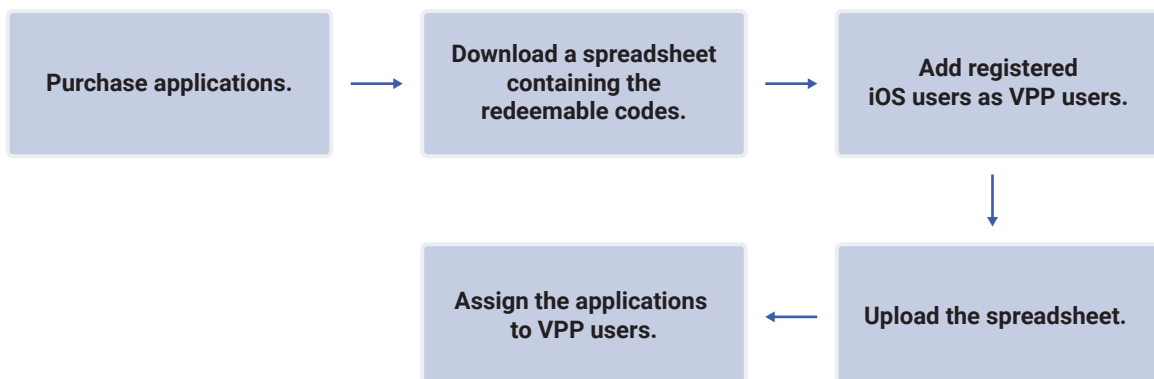 Purchase applications.
Download a spreadsheet
containing the
redeemable codes.
Add registered
iOS users as VPP users.
Upload the spreadsheet.
Assign the applications
to VPP users.